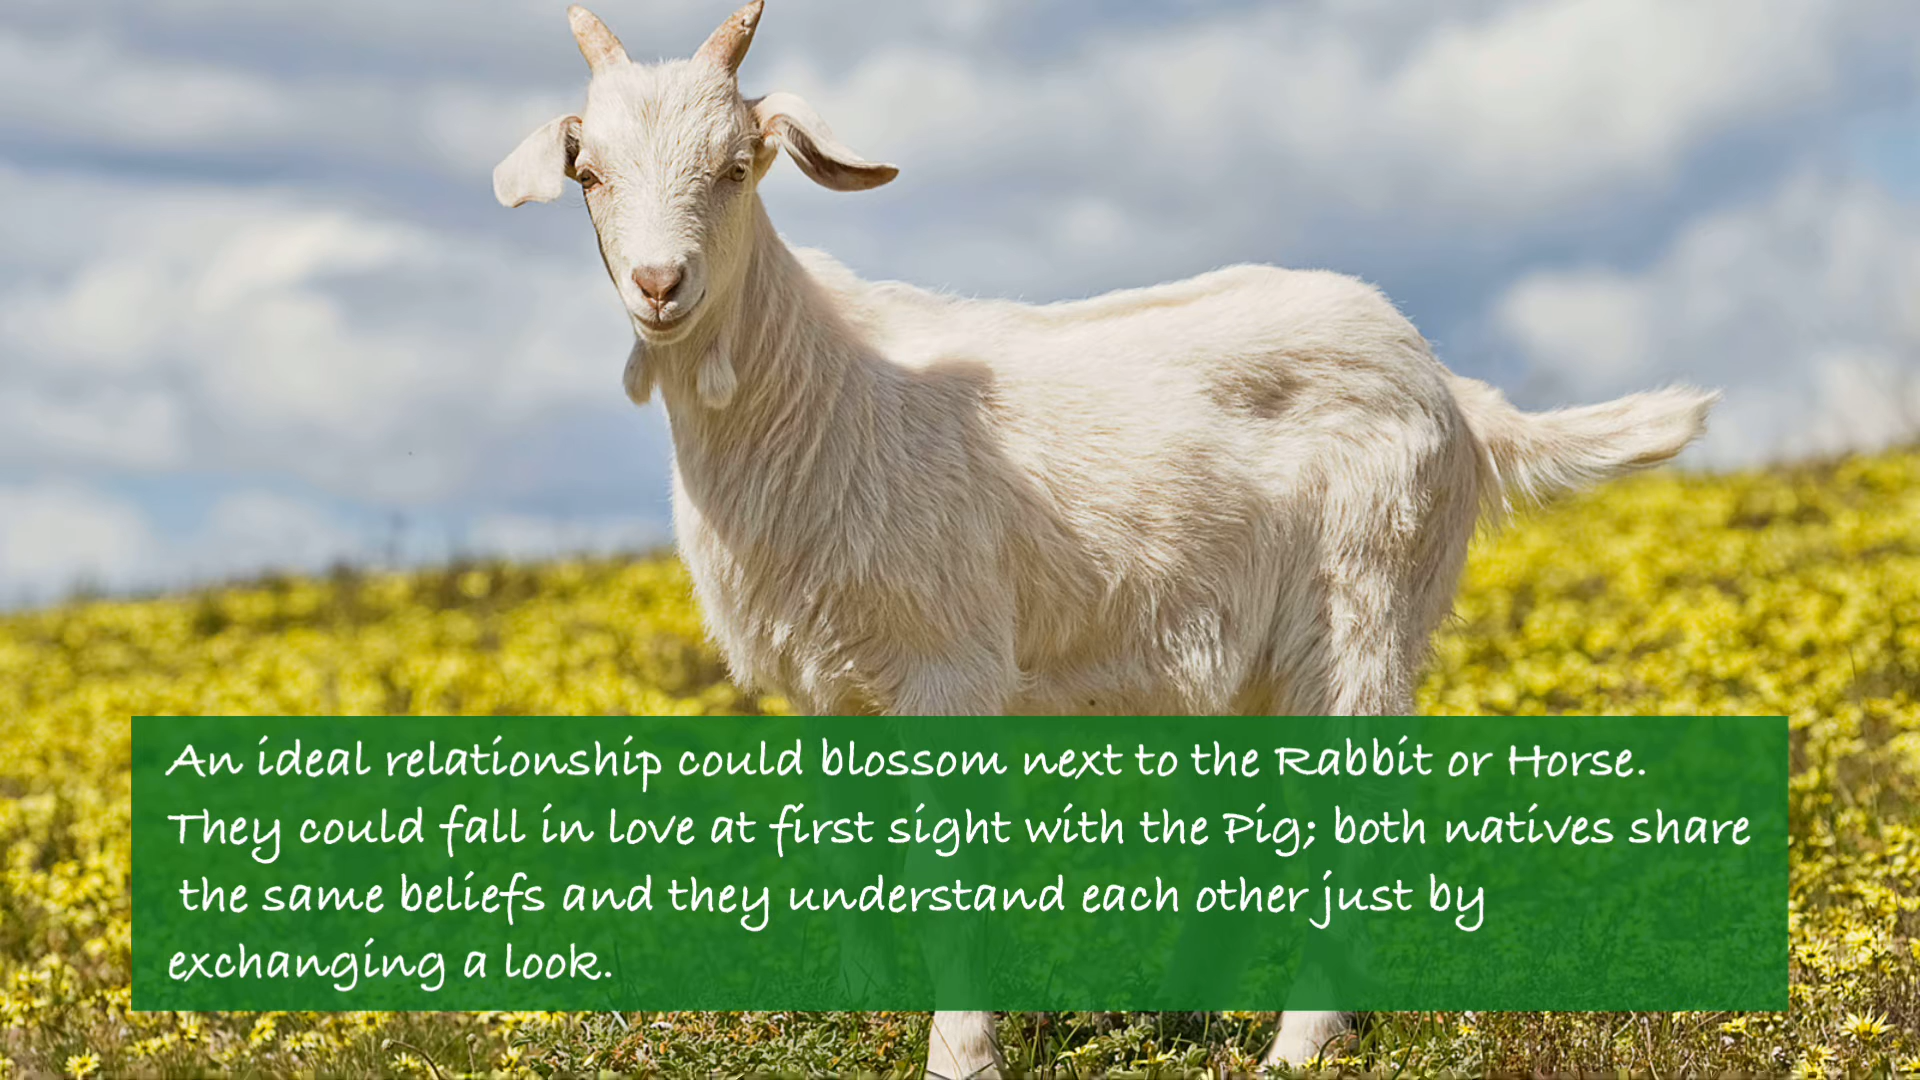 An ideal relationship could blossom next to the Rabbit or Horse.
They could fall in love at first sight with the Pig; both natives share
the same beliefs and they understand each other just by
exchanging a look.